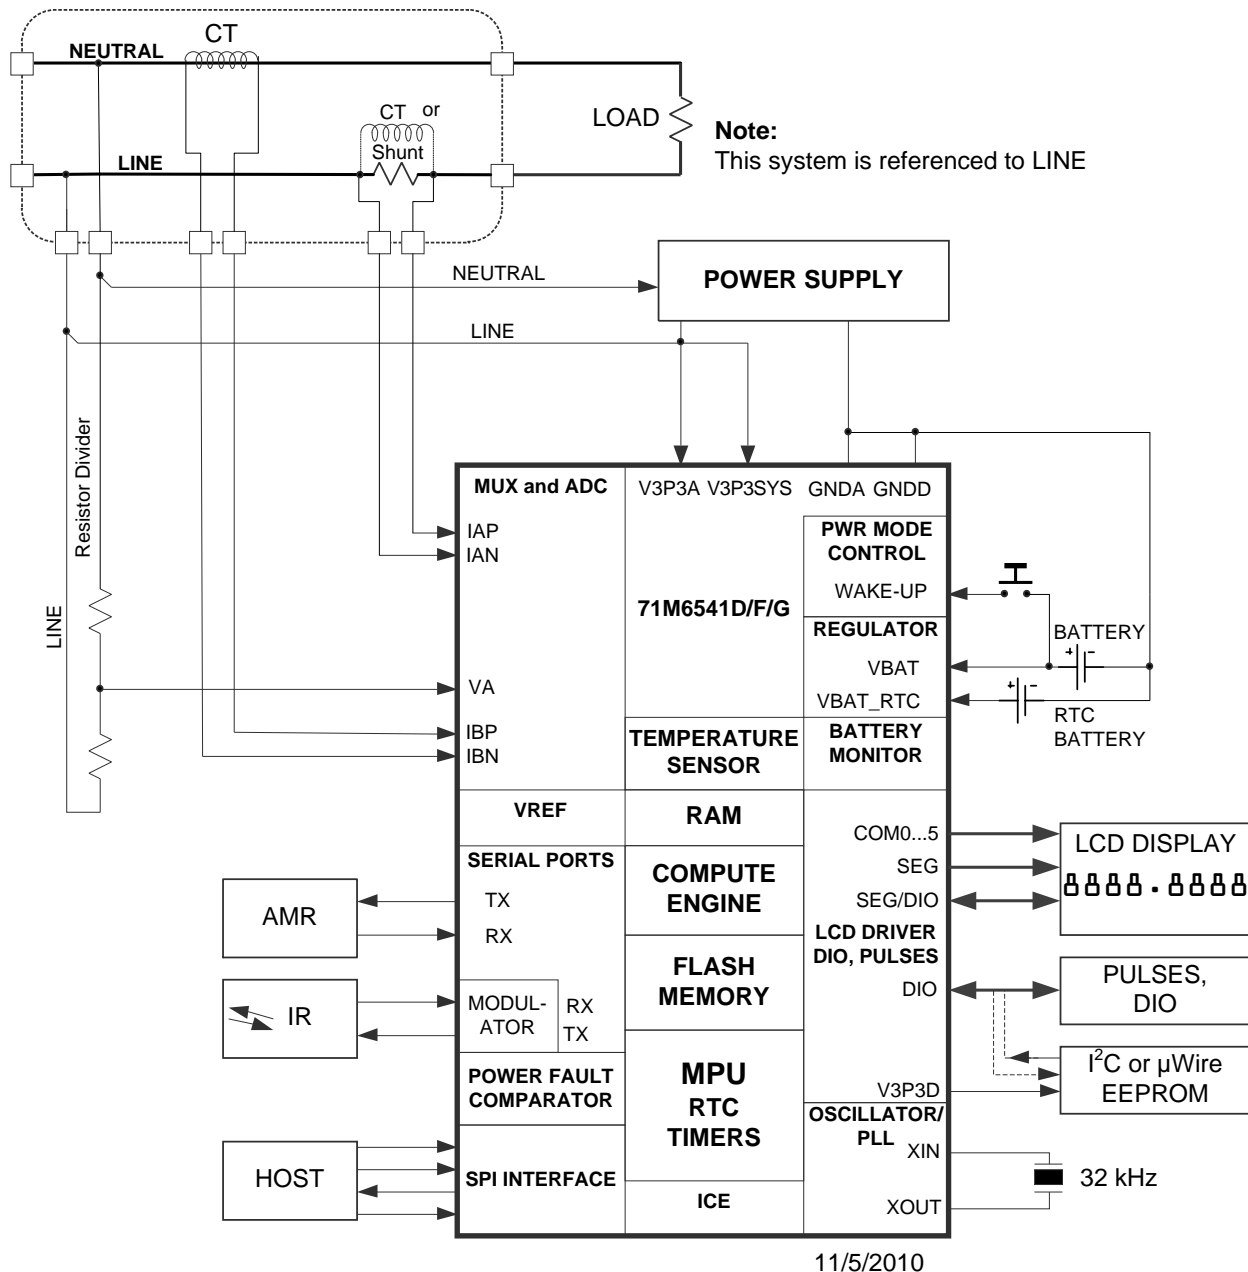 CT
NEUTRAL
CT or
Shunt
LINE
LOAD
Note:
This system is referenced to LINE
NEUTRAL
POWER SUPPLY
LINE
Resistor Divider
LINE
MUX and ADC
V3P3A V3P3SYS
GNDA GNDD
IAP
IAN
PWR MODE
CONTROL
WAKE-UP
71M6541D/F/G
REGULATOR
BATTERY
+ -
VBAT
VA
VBAT_RTC
+ -
RTC
BATTERY
IBP
IBN
TEMPERATURE
SENSOR
BATTERY
MONITOR
VREF
RAM
COM0...5
SEG
SEG/DIO
LCD DISPLAY
8888.8888
SERIAL PORTS
TX
RX
AMR
COMPUTE
ENGINE
LCD DRIVER
DIO, PULSES
FLASH
MEMORY
DIO
PULSES,
DIO
IR
MODUL-
ATOR
RX
TX
I²C or µWire
EEPROM
V3P3D
POWER FAULT
COMPARATOR
MPU
RTC
TIMERS
OSCILLATOR/
PLL
XIN
32 kHz
XOUT
HOST
SPI INTERFACE
ICE
11/5/2010